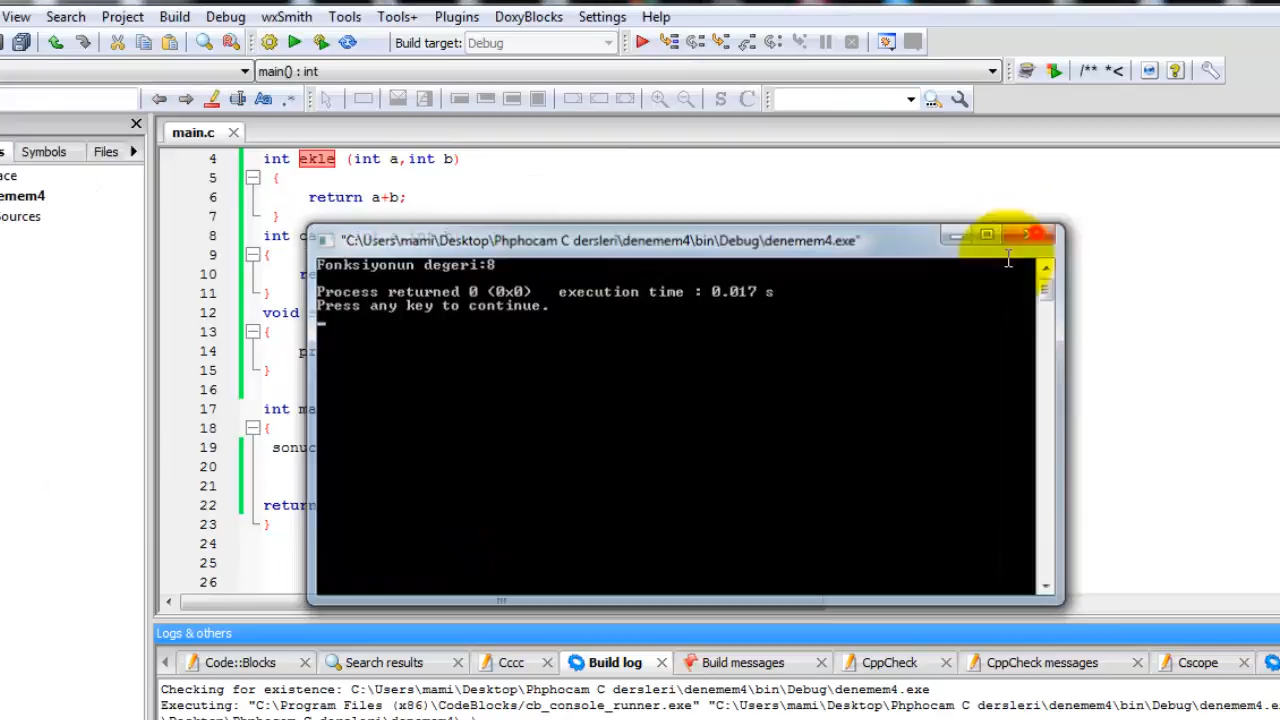 View Search Project Build Debug wxSmith Tools Tools+ Plugins DoxyBlocks Settings Help
Build target: Debug
main() : int
/** *<
S C
main.c
Symbols Files
4 int ekle (int a,int b)
5 {
6 return a+b;
7 }
8 int
9 {
10
11 }
12 void
13 {
14
15 }
16
17 int
18 {
19 sonuc
20
21
22 return
23 }
24
25
26
ace
emem4
Sources
"C:\Users\mami\Desktop\Phphocam C dersleri\denemem4\bin\Debug\denemem4.exe"
Fonksiyonun degeri:8
Process returned 0 (0x0) execution time : 0.017 s
Press any key to continue.
Logs & others
Code::Blocks Search results Cccc Build log Build messages CppCheck CppCheck messages Cscope
Checking for existence: C:\Users\mami\Desktop\Phphocam C dersleri\denemem4\bin\Debug\denemem4.exe
Executing: "C:\Program Files (x86)\CodeBlocks/cb_console_runner.exe" "C:\Users\mami\Desktop\Phphocam C dersleri\denemem4\bin\Debug\denemem4.e